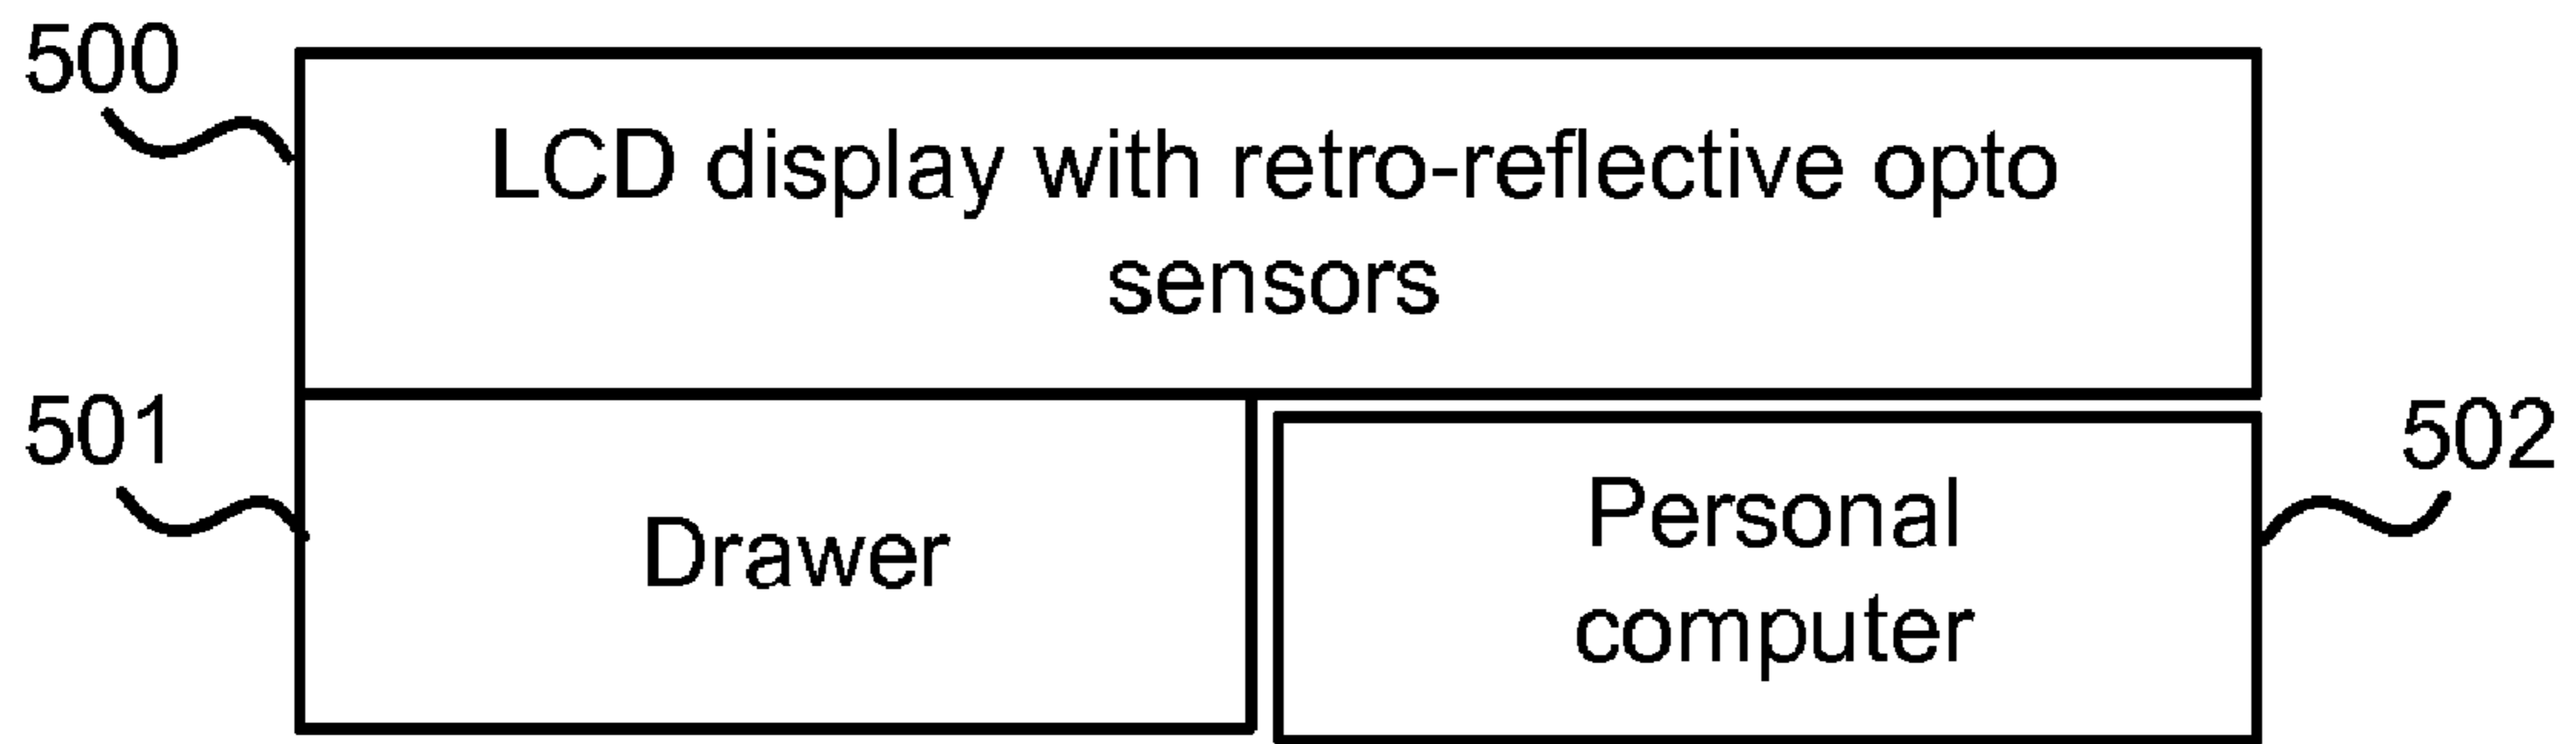 500
LCD display with retro-reflective opto
sensors
501
Drawer
Personal
computer
502